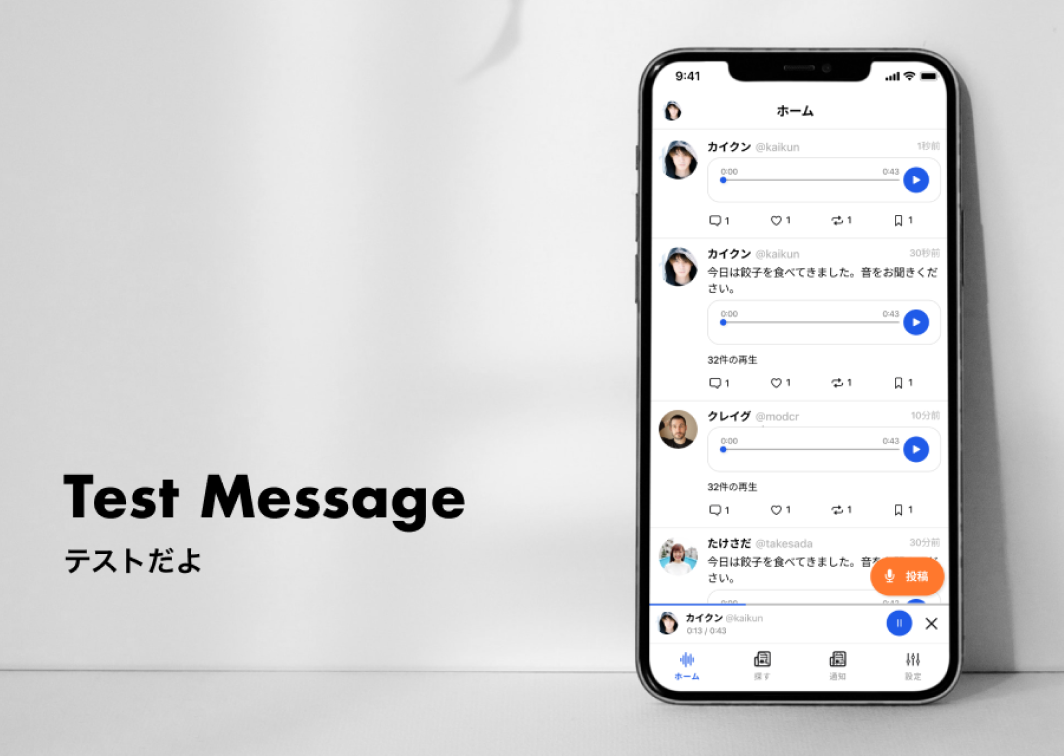 Test Message
テストだよ
9:41
ホーム
カイクン @kaikun 1秒前
0:00 0:43
1 1 1 1
カイクン @kaikun 30秒前
今日は餃子を食べてきました。音をお聞きくだ
さい。
0:00 0:43
32件の再生
1 1 1 1
クレイグ @modcr 10分前
0:00 0:43
32件の再生
1 1 1 1
たけさだ @takesada 30分前
今日は餃子を食べてきました。音を
さい。
投稿
カイクン @kaikun
0:13 / 0:43
ホーム 探す 通知 設定